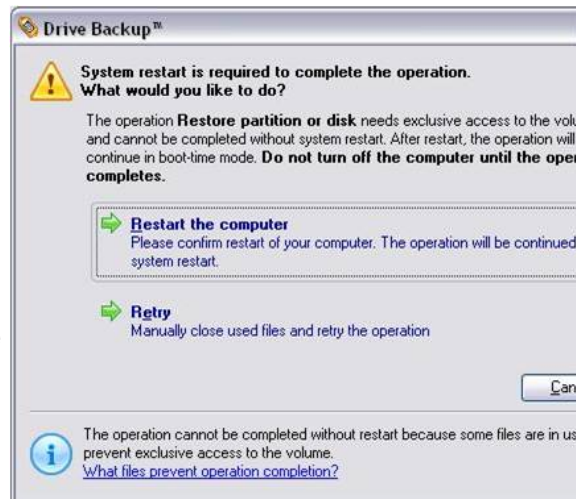 Drive Backup™
System restart is required to complete the operation.
What would you like to do?
The operation Restore partition or disk needs exclusive access to the volu
and cannot be completed without system restart. After restart, the operation will
continue in boot-time mode. Do not turn off the computer until the oper
completes.
Restart the computer
Please confirm restart of your computer. The operation will be continued
system restart.
Retry
Manually close used files and retry the operation
Can
The operation cannot be completed without restart because some files are in us
prevent exclusive access to the volume.
What files prevent operation completion?